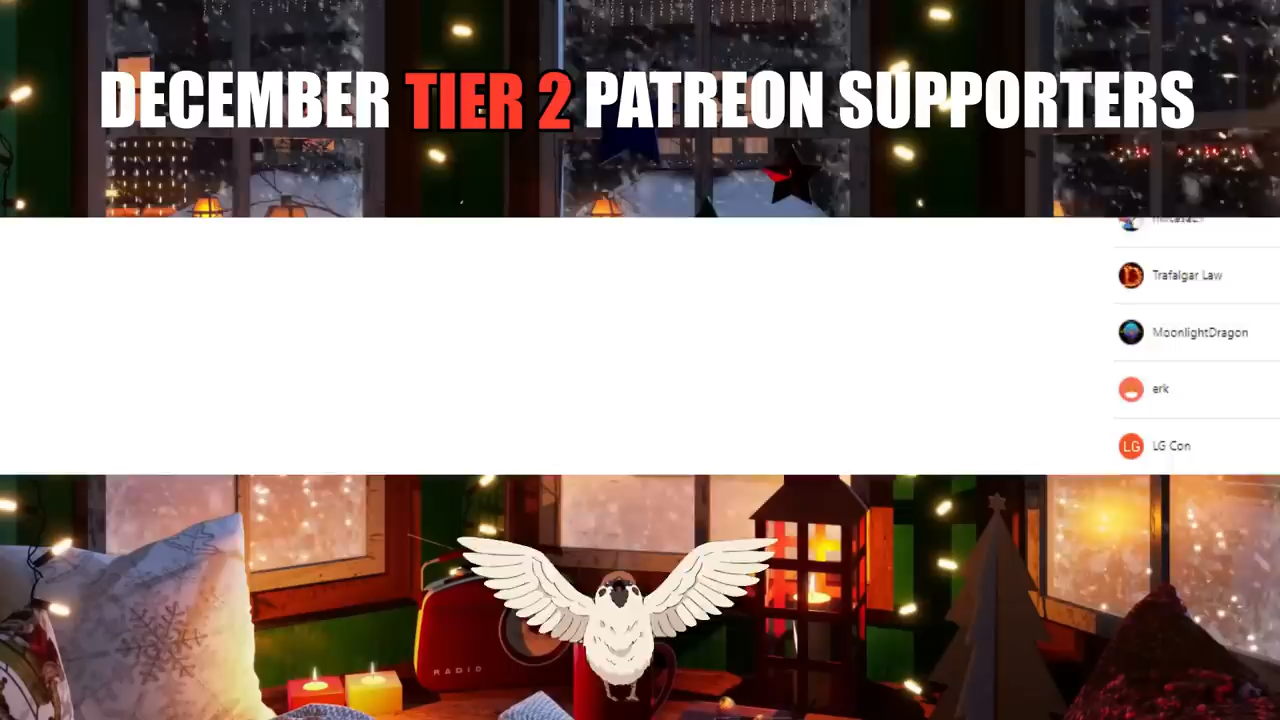 DECEMBER TIER 2 PATREON SUPPORTERS
Trafalgar Law
MoonlightDragon
erk
LG LG Con
RADIO